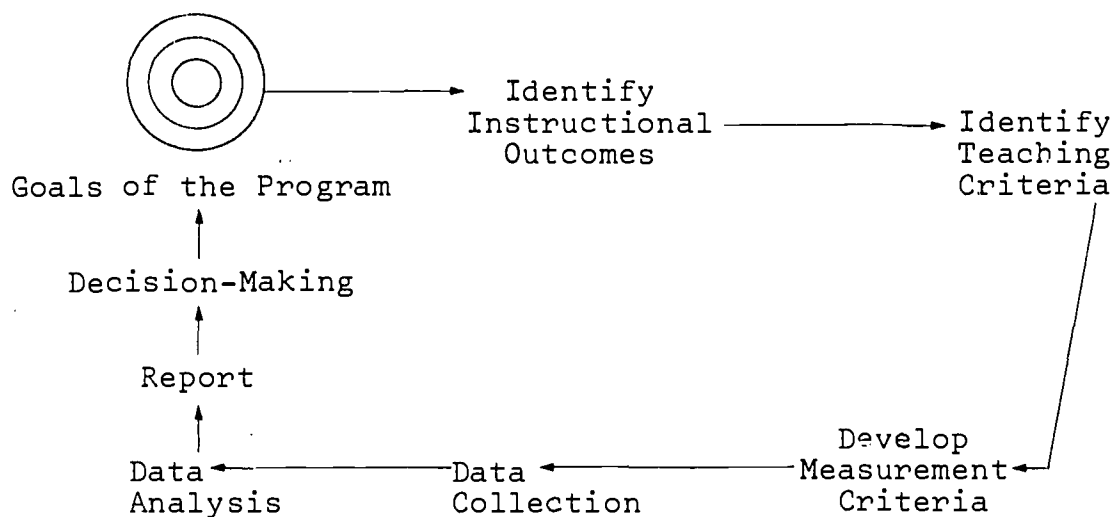 Goals of the Program
Identify
Instructional
Outcomes
Identify
Teaching
Criteria
Develop
Measurement
Criteria
Data
Collection
Data
Analysis
Report
Decision-Making